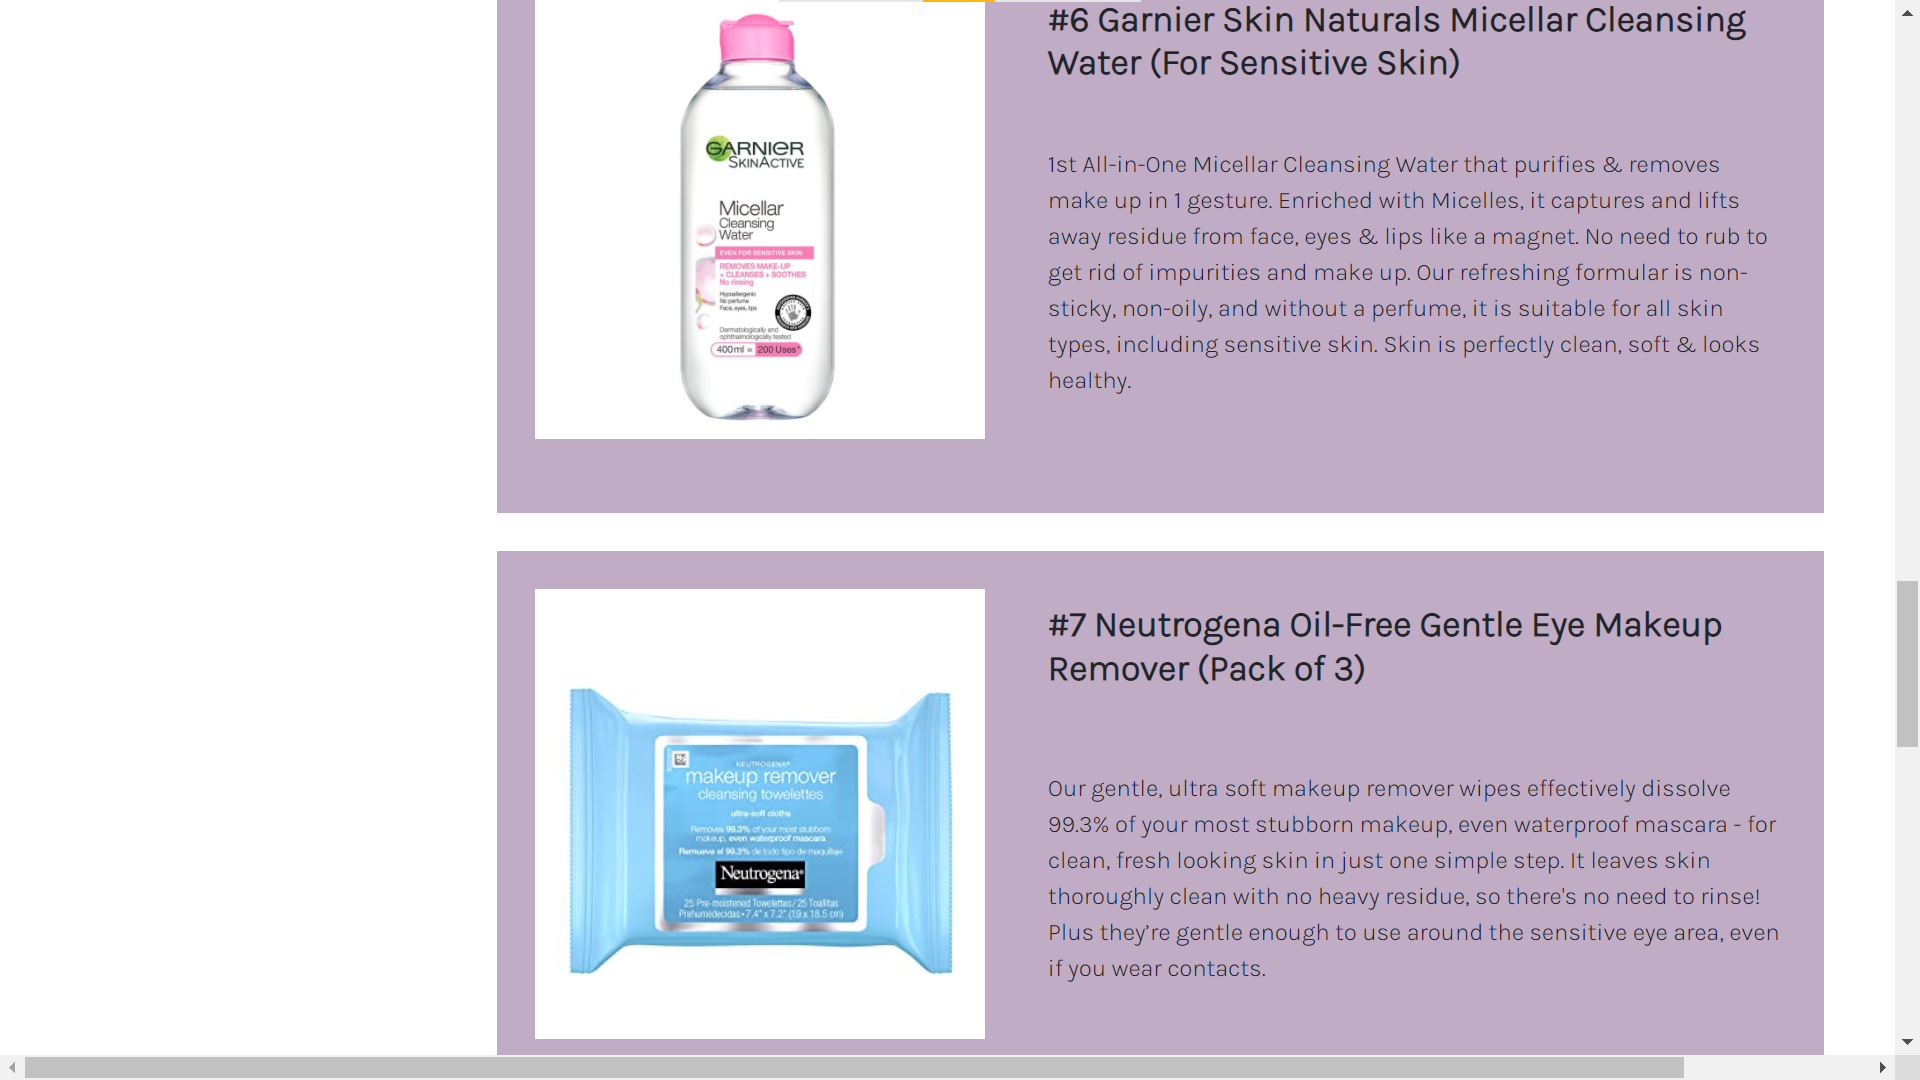 #6 Garnier Skin Naturals Micellar Cleansing
Water (For Sensitive Skin)
GARNIER
SKINACTIVE
Micellar
Cleansing
Water
EVEN FOR SENSITIVE SKIN
REMOVES MAKE-UP
+ CLEANSES + SOOTHES
No rinsing
Hypoallergenic
No perfume
Face, eyes, lips
Dermatologically and
ophthalmologically tested
400ml = 200 Uses*
1st All-in-One Micellar Cleansing Water that purifies & removes
make up in 1 gesture. Enriched with Micelles, it captures and lifts
away residue from face, eyes & lips like a magnet. No need to rub to
get rid of impurities and make up. Our refreshing formular is non-
sticky, non-oily, and without a perfume, it is suitable for all skin
types, including sensitive skin. Skin is perfectly clean, soft & looks
healthy.
#7 Neutrogena Oil-Free Gentle Eye Makeup
Remover (Pack of 3)
NEUTROGENA®
makeup remover
cleansing towelettes
ultra-soft cloths
Removes 99.3% of your most stubborn
makeup, even waterproof mascara
Remueve el 99.3% de todo tipo de maquillaje
Neutrogena®
25 Pre-moistened Towelettes/25 Toallitas
Prehumedecidas • 7.4" x 7.2" (19 x 18.5 cm)
Our gentle, ultra soft makeup remover wipes effectively dissolve
99.3% of your most stubborn makeup, even waterproof mascara - for
clean, fresh looking skin in just one simple step. It leaves skin
thoroughly clean with no heavy residue, so there's no need to rinse!
Plus they’re gentle enough to use around the sensitive eye area, even
if you wear contacts.